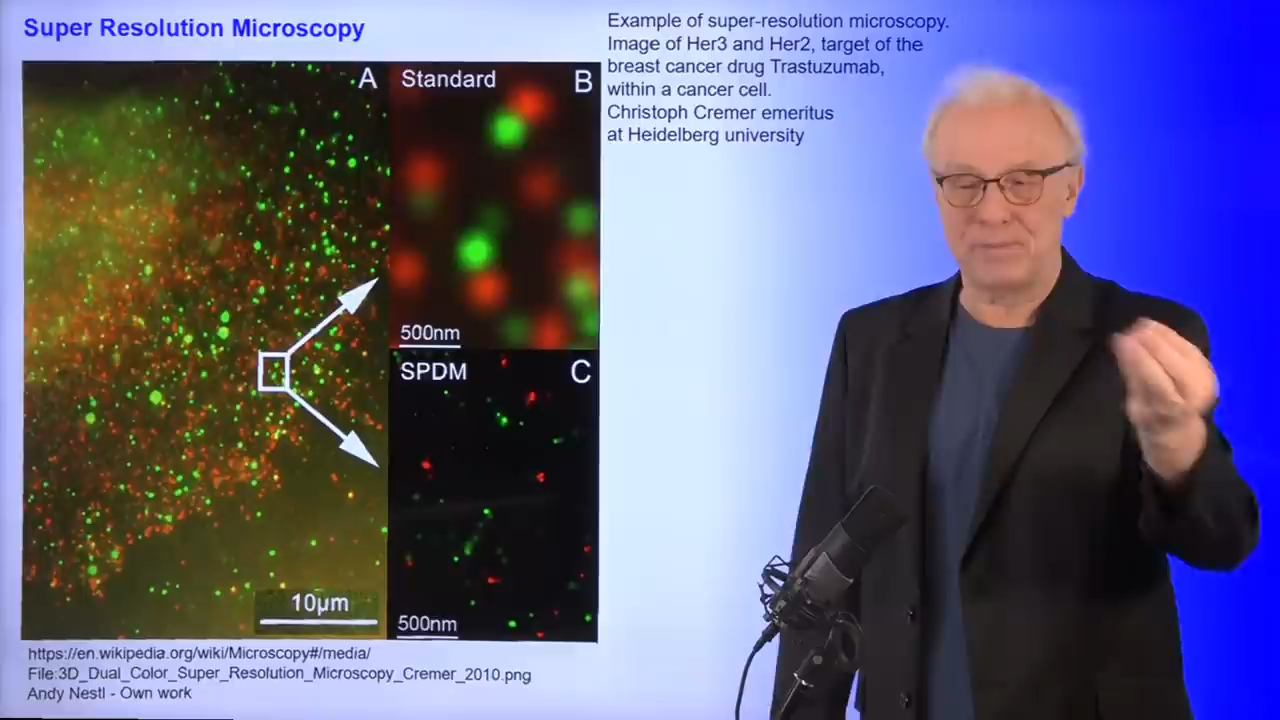 Super Resolution Microscopy
Example of super-resolution microscopy.
Image of Her3 and Her2, target of the
breast cancer drug Trastuzumab,
within a cancer cell.
Christoph Cremer emeritus
at Heidelberg university
A
Standard
B
500nm
SPDM
C
10µm
500nm
https://en.wikipedia.org/wiki/Microscopy#/media/
File:3D_Dual_Color_Super_Resolution_Microscopy_Cremer_2010.png
Andy Nestl - Own work